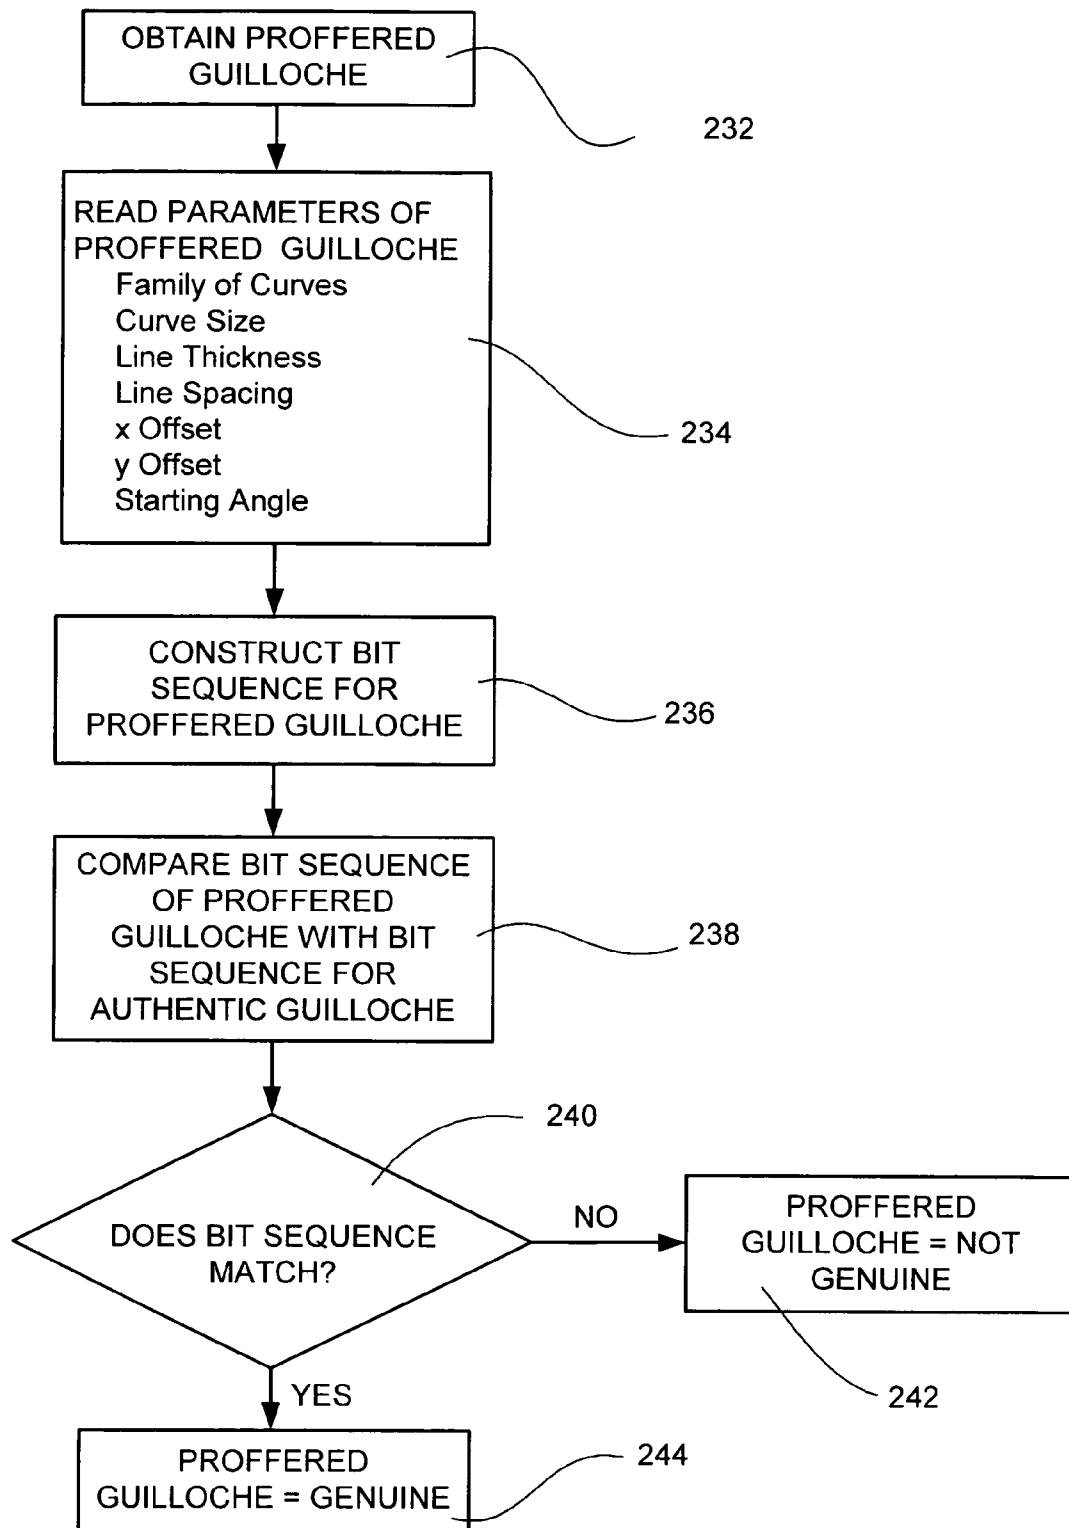 OBTAIN PROFFERED
GUILLOCHE
232
READ PARAMETERS OF
PROFFERED GUILLOCHE
Family of Curves
Curve Size
Line Thickness
Line Spacing
x Offset
y Offset
Starting Angle
234
CONSTRUCT BIT
SEQUENCE FOR
PROFFERED GUILLOCHE
236
COMPARE BIT SEQUENCE
OF PROFFERED
GUILLOCHE WITH BIT
SEQUENCE FOR
AUTHENTIC GUILLOCHE
238
240
DOES BIT SEQUENCE
MATCH?
NO
PROFFERED
GUILLOCHE = NOT
GENUINE
242
YES
PROFFERED
GUILLOCHE = GENUINE
244